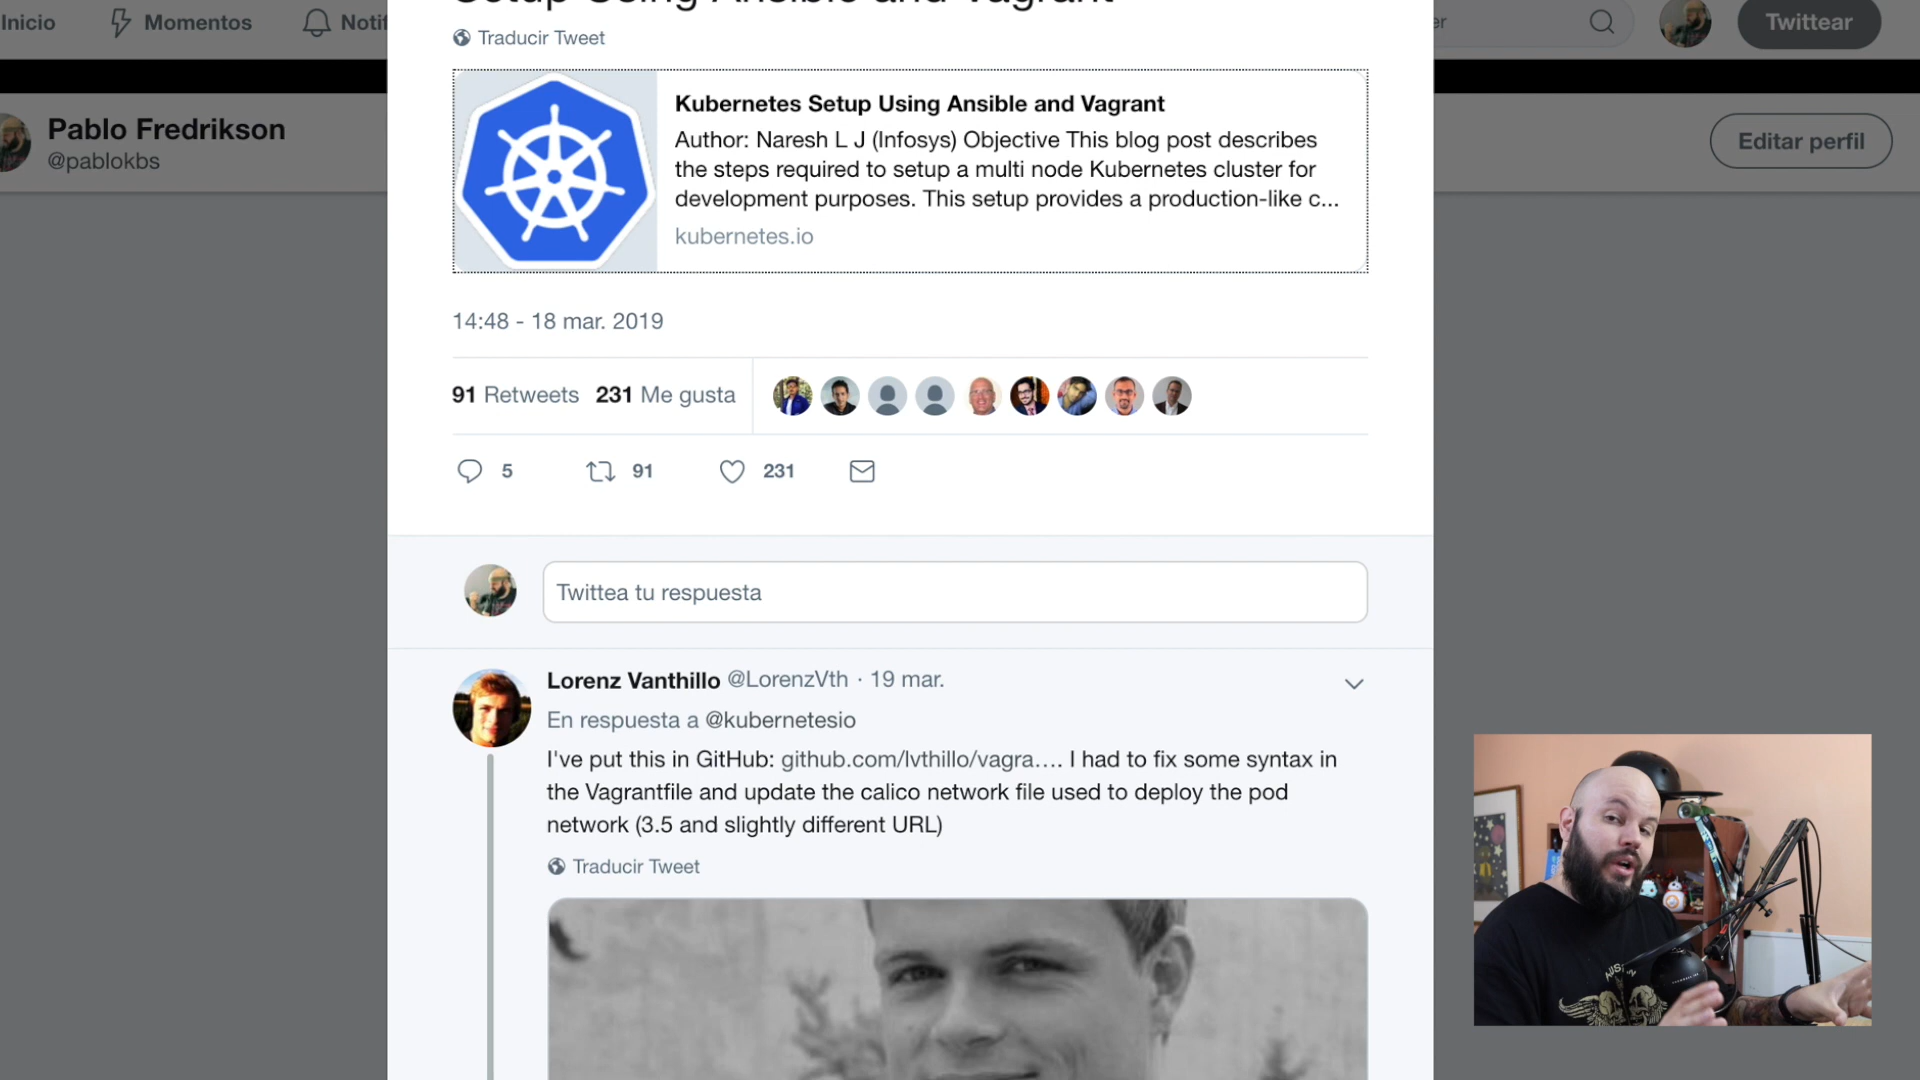 Setup Using Ansible and Vagrant
Inicio
Momentos
Traducir Tweet
Twittear
Kubernetes Setup Using Ansible and Vagrant
Author: Naresh L J (Infosys) Objective This blog post describes
the steps required to setup a multi node Kubernetes cluster for
development purposes. This setup provides a production-like c...
kubernetes.io
Pablo Fredrikson
@pablokbs
Editar perfil
14:48 - 18 mar. 2019
91 Retweets 231 Me gusta
5 91 231
Twittea tu respuesta
Lorenz Vanthillo @LorenzVth · 19 mar.
En respuesta a @kubernetesio
I've put this in GitHub: github.com/lvthillo/vagra…. I had to fix some syntax in
the Vagrantfile and update the calico network file used to deploy the pod
network (3.5 and slightly different URL)
Traducir Tweet